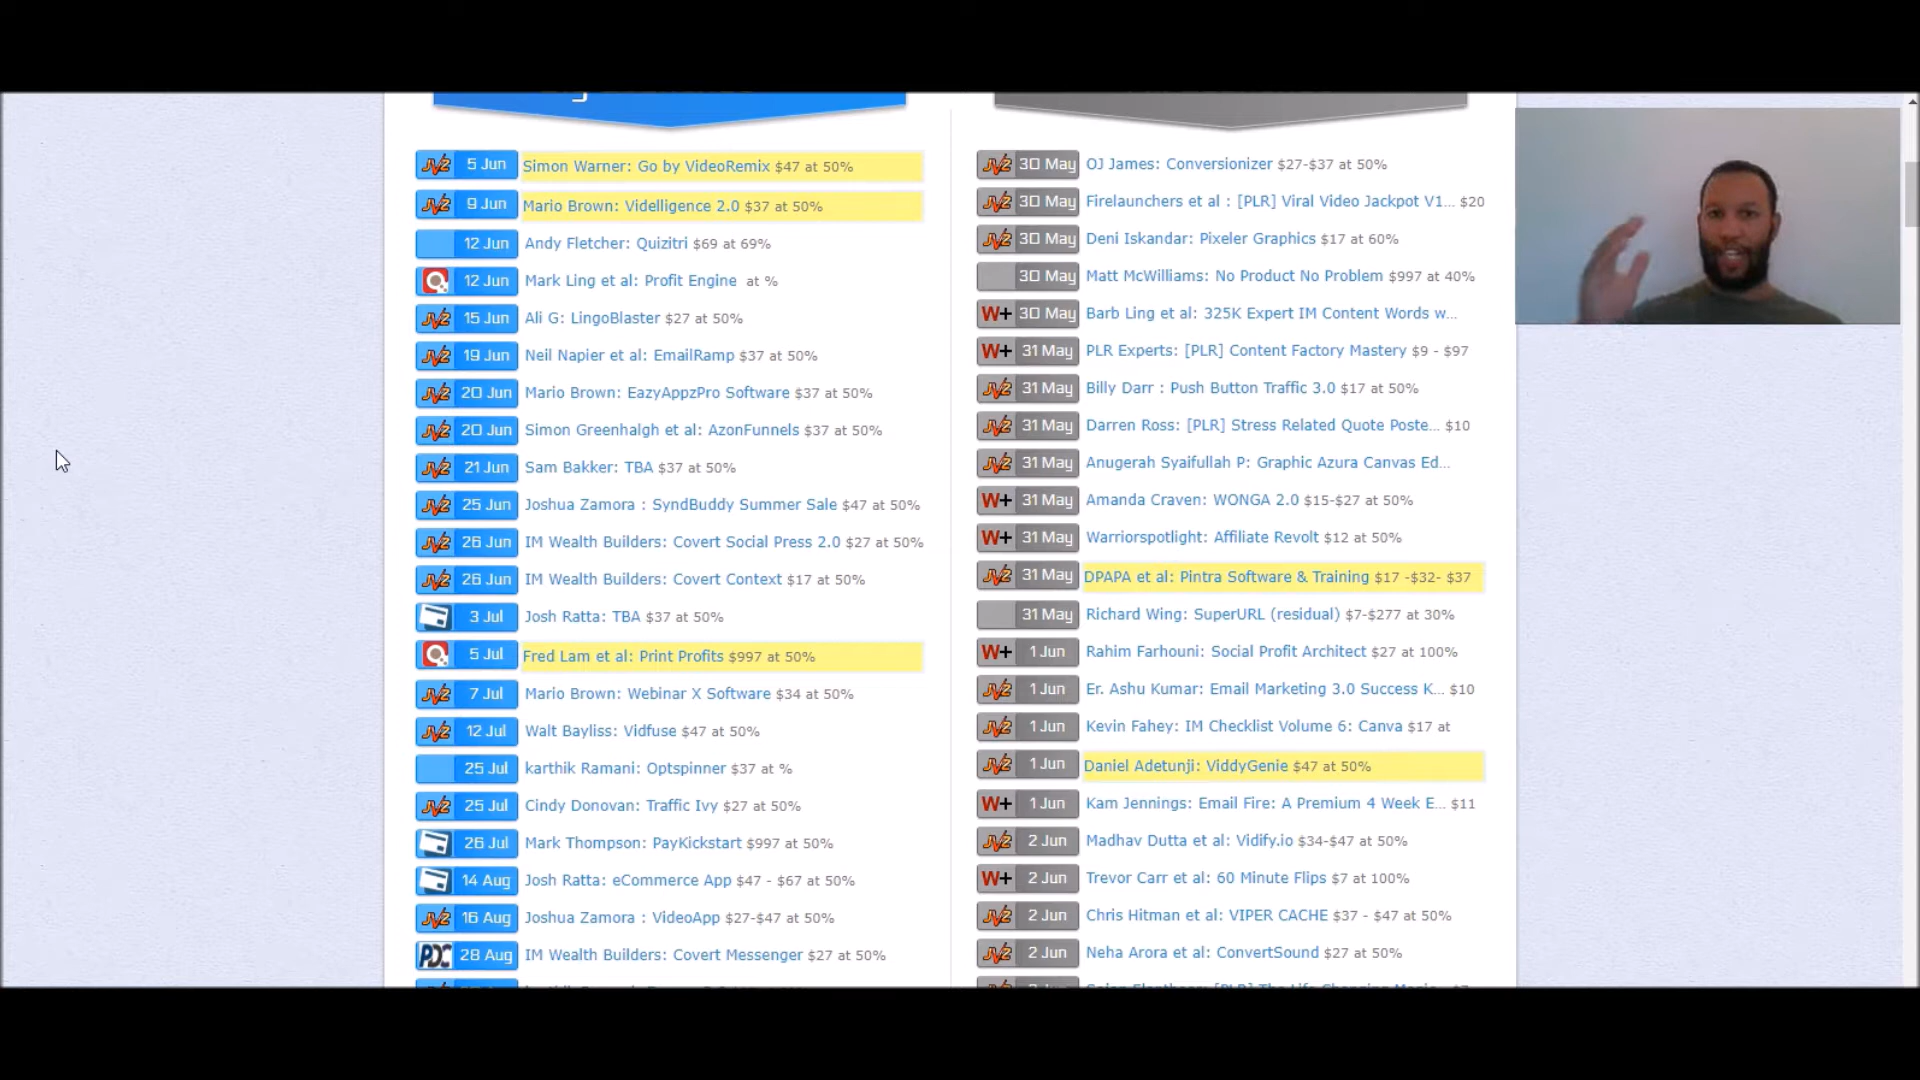 JVZ 5 Jun Simon Warner: Go by VideoRemix $47 at 50%
JVZ 9 Jun Mario Brown: Videlligence 2.0 $37 at 50%
12 Jun Andy Fletcher: Quizitri $69 at 69%
12 Jun Mark Ling et al: Profit Engine at %
JVZ 15 Jun Ali G: LingoBlaster $27 at 50%
JVZ 19 Jun Neil Napier et al: EmailRamp $37 at 50%
JVZ 20 Jun Mario Brown: EazyAppzPro Software $37 at 50%
JVZ 20 Jun Simon Greenhalgh et al: AzonFunnels $37 at 50%
JVZ 21 Jun Sam Bakker: TBA $37 at 50%
JVZ 25 Jun Joshua Zamora : SyndBuddy Summer Sale $47 at 50%
JVZ 26 Jun IM Wealth Builders: Covert Social Press 2.0 $27 at 50%
JVZ 26 Jun IM Wealth Builders: Covert Context $17 at 50%
3 Jul Josh Ratta: TBA $37 at 50%
5 Jul Fred Lam et al: Print Profits $997 at 50%
JVZ 7 Jul Mario Brown: Webinar X Software $34 at 50%
JVZ 12 Jul Walt Bayliss: Vidfuse $47 at 50%
25 Jul karthik Ramani: Optspinner $37 at %
JVZ 25 Jul Cindy Donovan: Traffic Ivy $27 at 50%
26 Jul Mark Thompson: PayKickstart $997 at 50%
14 Aug Josh Ratta: eCommerce App $47 - $67 at 50%
JVZ 16 Aug Joshua Zamora : VideoApp $27-$47 at 50%
PDC 28 Aug IM Wealth Builders: Covert Messenger $27 at 50%
JVZ 30 May OJ James: Conversionizer $27-$37 at 50%
JVZ 30 May Firelaunchers et al : [PLR] Viral Video Jackpot V1... $20
JVZ 30 May Deni Iskandar: Pixeler Graphics $17 at 60%
30 May Matt McWilliams: No Product No Problem $997 at 40%
W+ 30 May Barb Ling et al: 325K Expert IM Content Words w...
W+ 31 May PLR Experts: [PLR] Content Factory Mastery $9 - $97
JVZ 31 May Billy Darr : Push Button Traffic 3.0 $17 at 50%
JVZ 31 May Darren Ross: [PLR] Stress Related Quote Poste... $10
JVZ 31 May Anugerah Syaifullah P: Graphic Azura Canvas Ed...
W+ 31 May Amanda Craven: WONGA 2.0 $15-$27 at 50%
W+ 31 May Warriorspotlight: Affiliate Revolt $12 at 50%
JVZ 31 May DPAPA et al: Pintra Software & Training $17 -$32- $37
31 May Richard Wing: SuperURL (residual) $7-$277 at 30%
W+ 1 Jun Rahim Farhouni: Social Profit Architect $27 at 100%
JVZ 1 Jun Er. Ashu Kumar: Email Marketing 3.0 Success K... $10
JVZ 1 Jun Kevin Fahey: IM Checklist Volume 6: Canva $17 at
JVZ 1 Jun Daniel Adetunji: ViddyGenie $47 at 50%
W+ 1 Jun Kam Jennings: Email Fire: A Premium 4 Week E... $11
JVZ 2 Jun Madhav Dutta et al: Vidify.io $34-$47 at 50%
W+ 2 Jun Trevor Carr et al: 60 Minute Flips $7 at 100%
JVZ 2 Jun Chris Hitman et al: VIPER CACHE $37 - $47 at 50%
JVZ 2 Jun Neha Arora et al: ConvertSound $27 at 50%